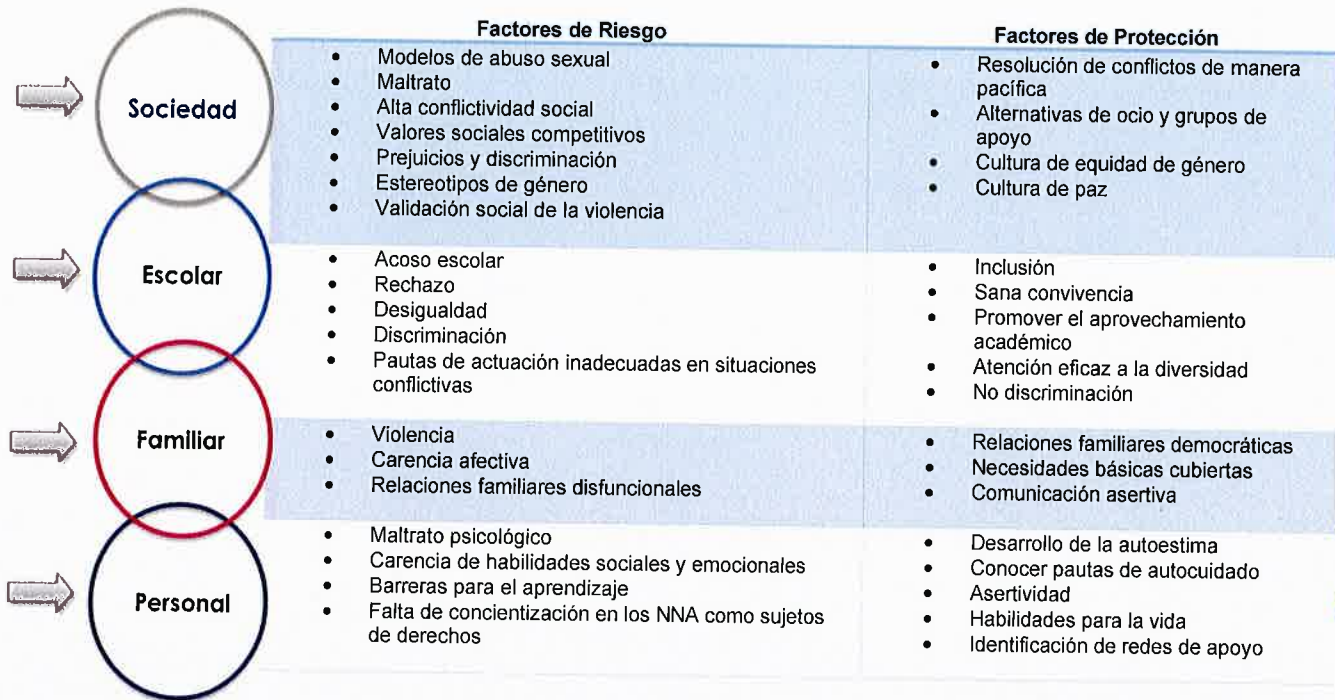 Factores de Riesgo
Factores de Protección
Sociedad
• Modelos de abuso sexual
• Maltrato
• Alta conflictividad social
• Valores sociales competitivos
• Prejuicios y discriminación
• Estereotipos de género
• Validación social de la violencia
• Resolución de conflictos de manera
pacífica
• Alternativas de ocio y grupos de
apoyo
• Cultura de equidad de género
• Cultura de paz
Escolar
• Acoso escolar
• Rechazo
• Desigualdad
• Discriminación
• Pautas de actuación inadecuadas en situaciones
conflictivas
• Inclusión
• Sana convivencia
• Promover el aprovechamiento
académico
• Atención eficaz a la diversidad
• No discriminación
Familiar
• Violencia
• Carencia afectiva
• Relaciones familiares disfuncionales
• Relaciones familiares democráticas
• Necesidades básicas cubiertas
• Comunicación asertiva
Personal
• Maltrato psicológico
• Carencia de habilidades sociales y emocionales
• Barreras para el aprendizaje
• Falta de concientización en los NNA como sujetos
de derechos
• Desarrollo de la autoestima
• Conocer pautas de autocuidado
• Asertividad
• Habilidades para la vida
• Identificación de redes de apoyo